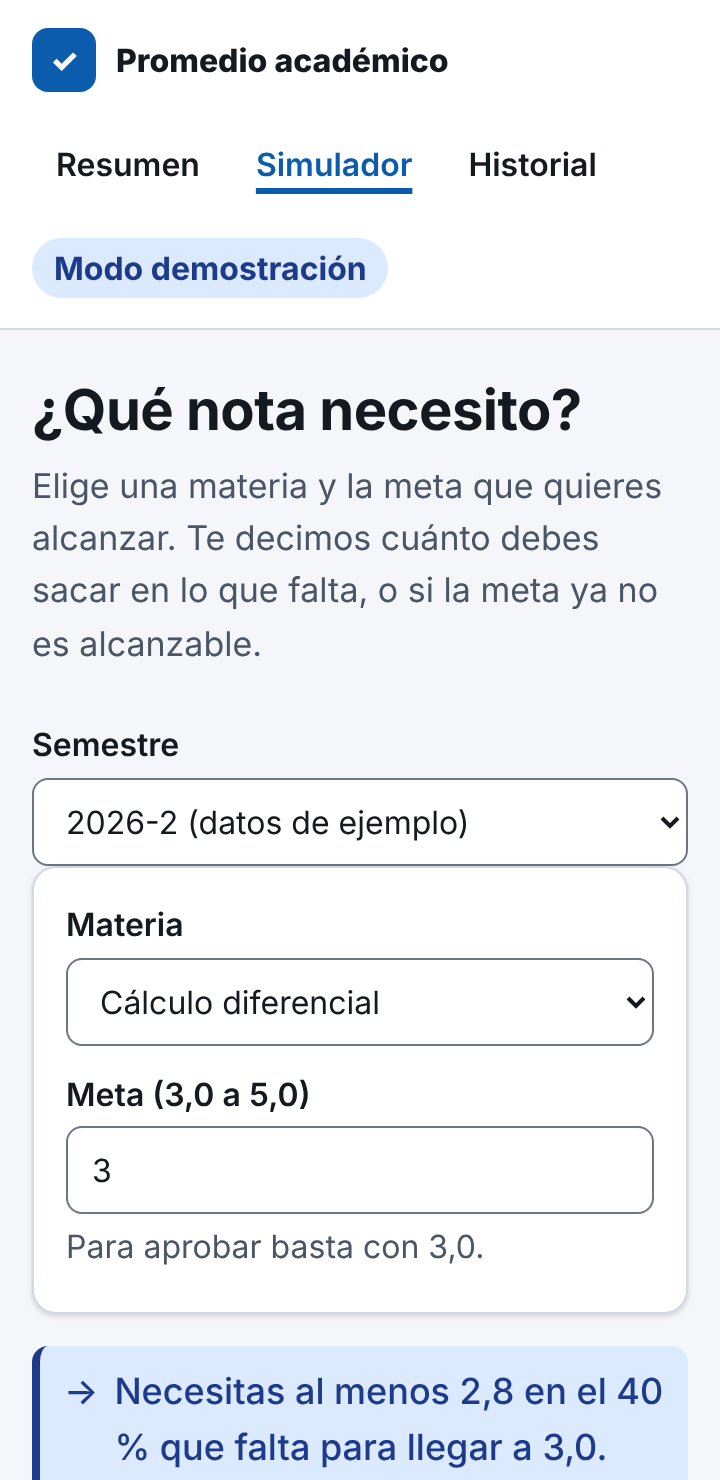 Promedio académico
Resumen Simulador Historial
Modo demostración
¿Qué nota necesito?
Elige una materia y la meta que quieres
alcanzar. Te decimos cuánto debes
sacar en lo que falta, o si la meta ya no
es alcanzable.
Semestre
2026-2 (datos de ejemplo)
Materia
Cálculo diferencial
Meta (3,0 a 5,0)
3
Para aprobar basta con 3,0.
→ Necesitas al menos 2,8 en el 40
% que falta para llegar a 3,0.